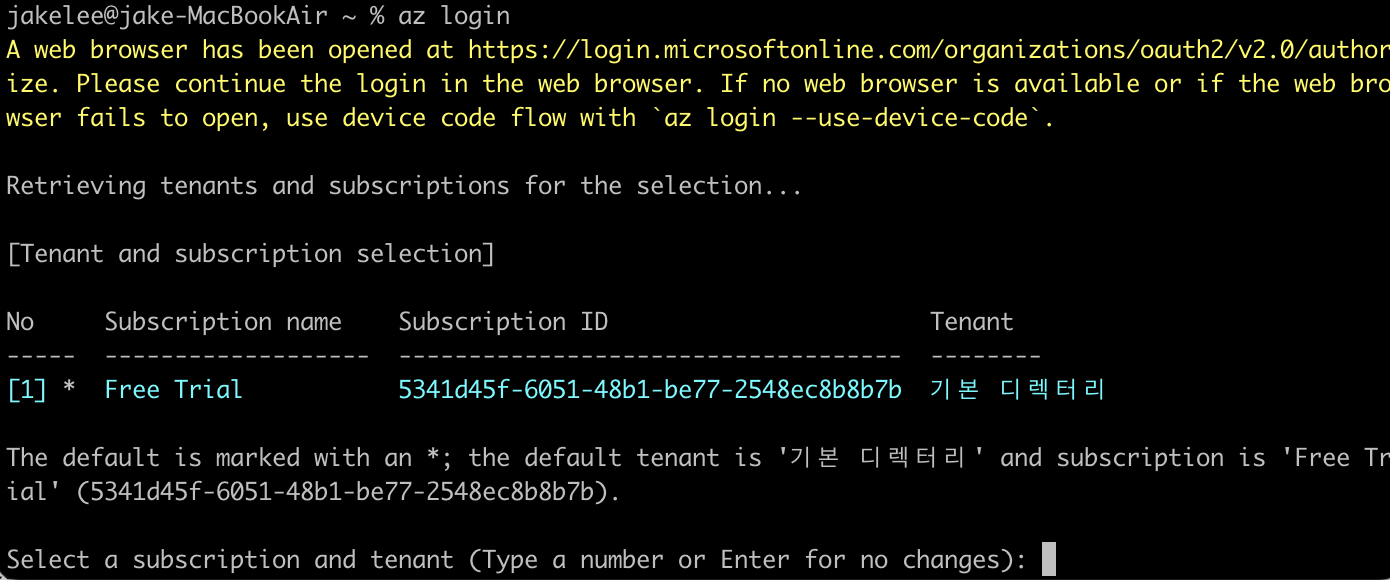 jakelee@jake-MacBookAir ~ % az login
A web browser has been opened at https://login.microsoftonline.com/organizations/oauth2/v2.0/author
ize. Please continue the login in the web browser. If no web browser is available or if the web bro
wser fails to open, use device code flow with `az login --use-device-code`.
Retrieving tenants and subscriptions for the selection...
[Tenant and subscription selection]
No     Subscription name    Subscription ID                       Tenant
-----  -------------------  ------------------------------------  --------
[1] *  Free Trial           5341d45f-6051-48b1-be77-2548ec8b8b7b  기본 디렉터리
The default is marked with an *; the default tenant is '기본 디렉터리' and subscription is 'Free Tr
ial' (5341d45f-6051-48b1-be77-2548ec8b8b7b).
Select a subscription and tenant (Type a number or Enter for no changes):